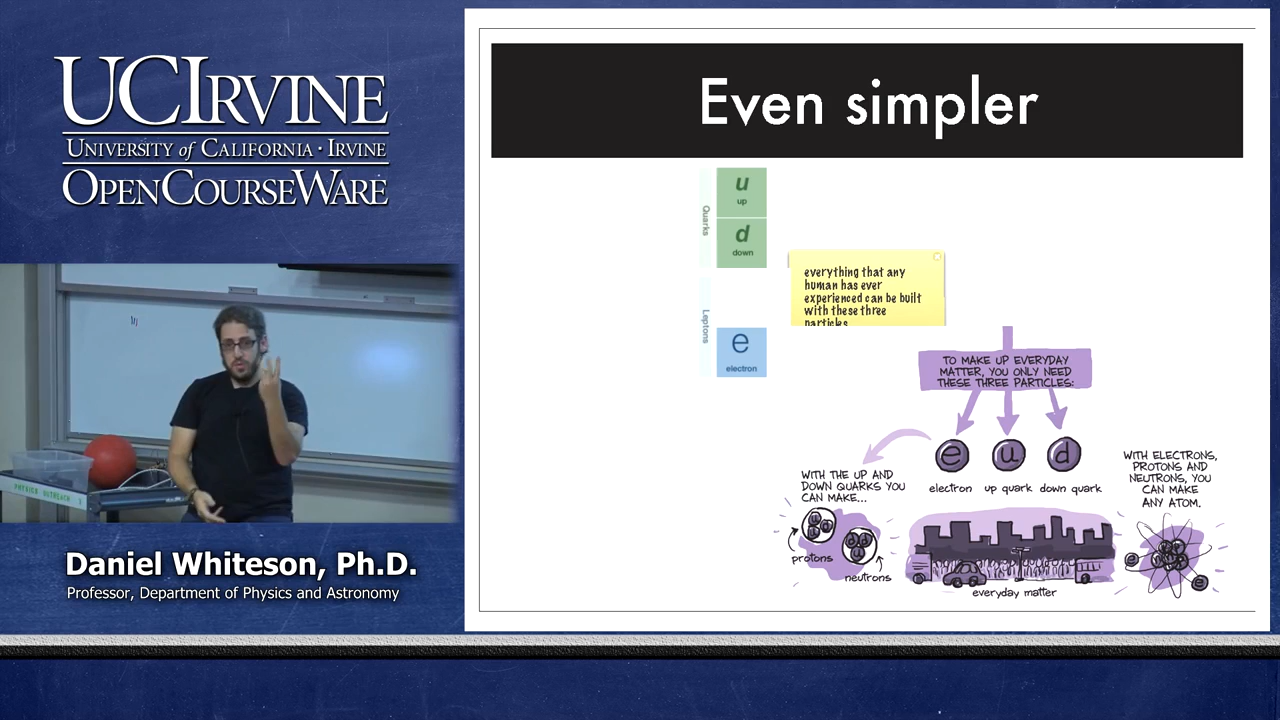 UCIRVINE
UNIVERSITY of CALIFORNIA · IRVINE
OPENCOURSEWARE
PHYSICS OUTREACH
Daniel Whiteson, Ph.D.
Professor, Department of Physics and Astronomy
Even simpler
Quarks
u
up
d
down
Leptons
e
electron
everything that any
human has ever
experienced can be built
with these three
particles
TO MAKE UP EVERYDAY
MATTER, YOU ONLY NEED
THESE THREE PARTICLES:
e u d
electron up quark down quark
WITH THE UP AND
DOWN QUARKS YOU
CAN MAKE...
protons
neutrons
everyday matter
WITH ELECTRONS,
PROTONS AND
NEUTRONS, YOU
CAN MAKE
ANY ATOM.